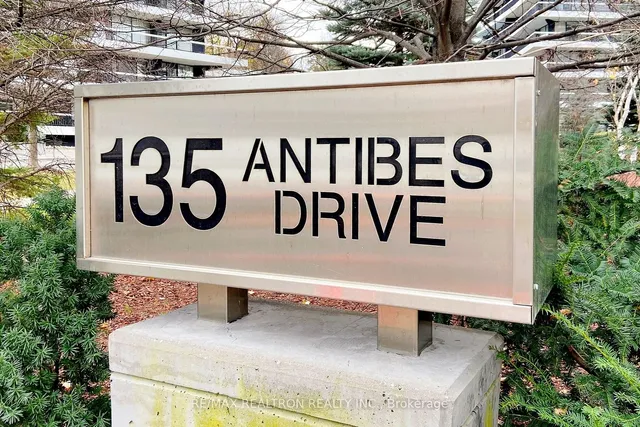 135 ANTIBES
DRIVE
RE/MAX REALTRON REALTY INC., Brokerage